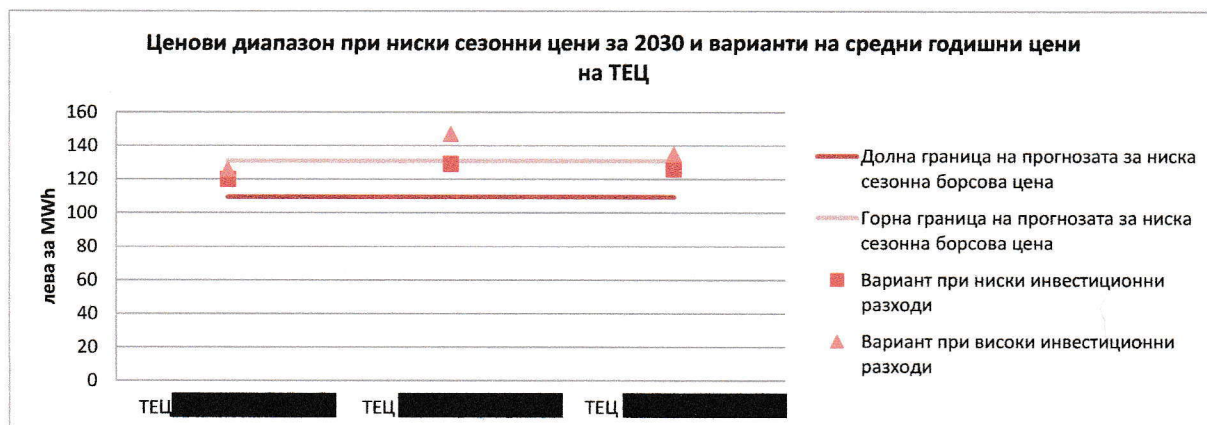 Ценови диапазон при ниски сезонни цени за 2030 и варианти на средни годишни цени
на ТЕЦ
лева за MWh
160
140
120
100
80
60
40
20
0
ТЕЦ
ТЕЦ
ТЕЦ
Долна граница на прогнозата за ниска
сезонна борсова цена
Горна граница на прогнозата за ниска
сезонна борсова цена
Вариант при ниски инвестиционни
разходи
Вариант при високи инвестиционни
разходи